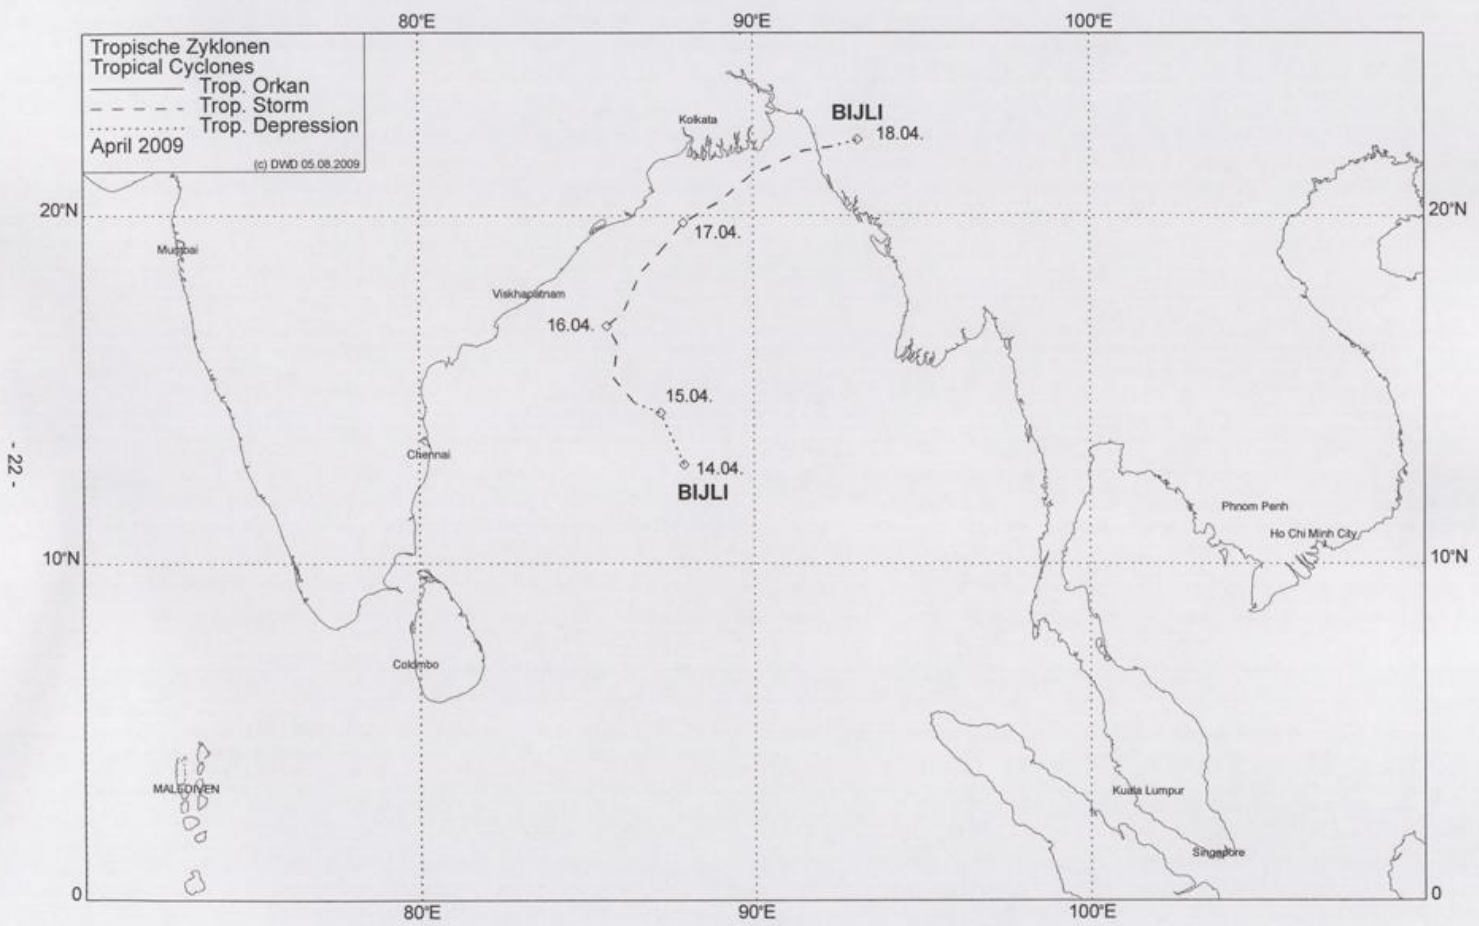 80°E 90°E 100°E
Tropische Zyklonen
Tropical Cyclones
Trop. Orkan
Trop. Storm
Trop. Depression
April 2009
(c) DWD 05.08.2009
BIJLI
18.04.
Kolkata
20°N
20°N
17.04.
Mumbai
Viskhapatnam
16.04.
15.04.
Chennai
14.04.
BIJLI
- 22 -
Phnom Penh
Ho Chi Minh City
10°N
10°N
Colombo
MALEDIVEN
Kuala Lumpur
Singapore
0
0
80°E 90°E 100°E